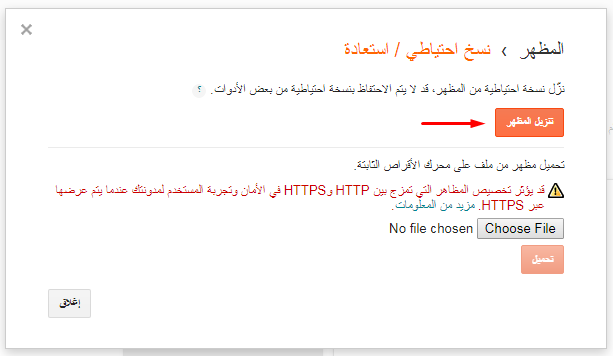 المظهر › نسخ احتياطي / استعادة
نزّل نسخة احتياطية من المظهر، قد لا يتم الاحتفاظ بنسخة احتياطية من بعض الأدوات. ؟
تنزيل المظهر
تحميل مظهر من ملف على محرك الأقراص الثابتة.
قد يؤثر تخصيص المظاهر التي تمزج بين HTTP وHTTPS في الأمان وتجربة المستخدم لمدونتك عندما يتم عرضها
عبر HTTPS. مزيد من المعلومات.
Choose File No file chosen
تحميل
إغلاق